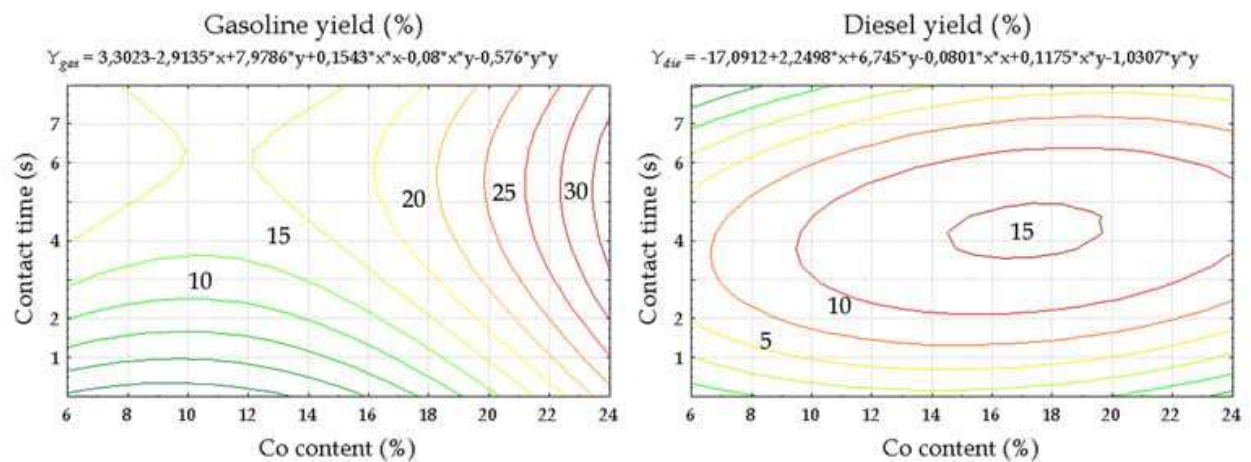 Gasoline yield (%)
Y_gas = 3,3023-2,9135*x+7,9786*y+0,1543*x*x-0,08*x*y-0,576*y*y
Contact time (s)
7
6
4
2
1
20
25
30
15
10
6 8 10 12 14 16 18 20 22 24
Co content (%)
Diesel yield (%)
Y_die = -17,0912+2,2498*x+6,745*y-0,0801*x*x+0,1175*x*y-1,0307*y*y
Contact time (s)
7
6
4
2
1
15
10
5
6 8 10 12 14 16 18 20 22 24
Co content (%)